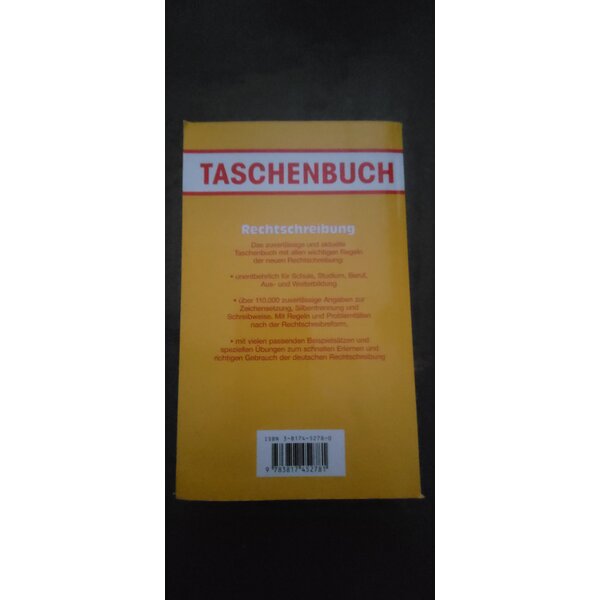 TASCHENBUCH
Rechtschreibung
Das zuverlässige und aktuelle
Taschenbuch mit allen wichtigen Regeln
der neuen Rechtschreibung:
• unentbehrlich für Schule, Studium, Beruf,
Aus- und Weiterbildung.
• über 110.000 zuverlässige Angaben zur
Zeichensetzung, Silbentrennung und
Schreibweise. Mit Regeln und Problemfällen
nach der Rechtschreibreform.
• mit vielen passenden Beispielsätzen und
speziellen Übungen zum schnellen Erlernen und
richtigen Gebrauch der deutschen Rechtschreibung
ISBN 3-8174-5278-0
9 783817 452781